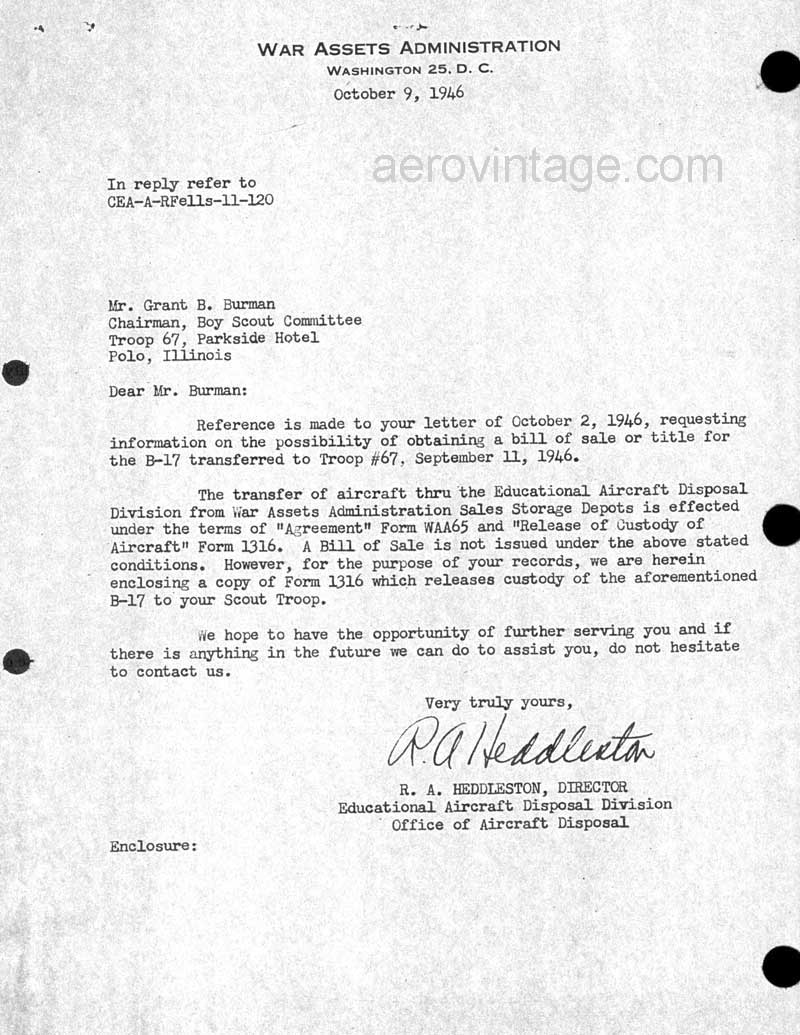 WAR ASSETS ADMINISTRATION
WASHINGTON 25, D. C.
October 9, 1946
aerovintage.com
In reply refer to
CEA-A-RFells-11-120
Mr. Grant B. Burman
Chairman, Boy Scout Committee
Troop 67, Parkside Hotel
Polo, Illinois
Dear Mr. Burman:
Reference is made to your letter of October 2, 1946, requesting
information on the possibility of obtaining a bill of sale or title for
the B-17 transferred to Troop #67, September 11, 1946.
The transfer of aircraft thru the Educational Aircraft Disposal
Division from War Assets Administration Sales Storage Depots is effected
under the terms of "Agreement" Form WAA65 and "Release of Custody of
Aircraft" Form 1316. A Bill of Sale is not issued under the above stated
conditions. However, for the purpose of your records, we are herein
enclosing a copy of Form 1316 which releases custody of the aforementioned
B-17 to your Scout Troop.
We hope to have the opportunity of further serving you and if
there is anything in the future we can do to assist you, do not hesitate
to contact us.
Very truly yours,
R. A. Heddleston
R. A. HEDDLESTON, DIRECTOR
Educational Aircraft Disposal Division
Office of Aircraft Disposal
Enclosure: